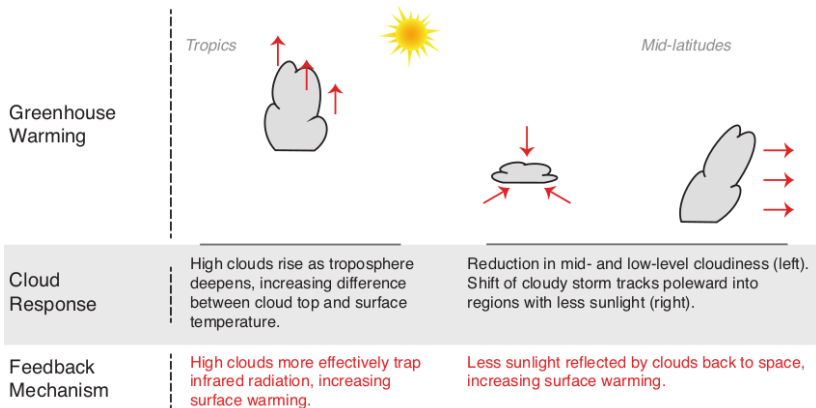 Tropics
Mid-latitudes
Greenhouse
Warming
Cloud
Response
High clouds rise as troposphere
deepens, increasing difference
between cloud top and surface
temperature.
Reduction in mid- and low-level cloudiness (left).
Shift of cloudy storm tracks poleward into
regions with less sunlight (right).
Feedback
Mechanism
High clouds more effectively trap
infrared radiation, increasing
surface warming.
Less sunlight reflected by clouds back to space,
increasing surface warming.